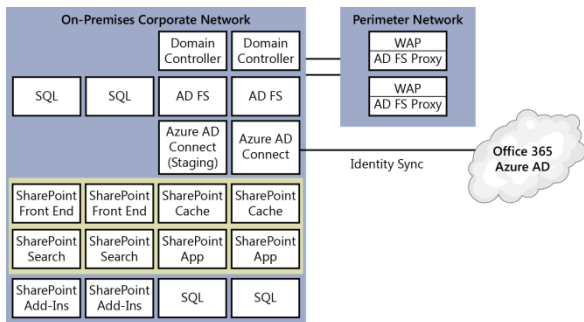 On-Premises Corporate Network
Perimeter Network
Domain
Controller
Domain
Controller
WAP
AD FS Proxy
SQL
SQL
AD FS
AD FS
WAP
AD FS Proxy
Azure AD
Connect
(Staging)
Azure AD
Connect
Identity Sync
Office 365
Azure AD
SharePoint
Front End
SharePoint
Front End
SharePoint
Cache
SharePoint
Cache
SharePoint
Search
SharePoint
Search
SharePoint
App
SharePoint
App
SharePoint
Add-Ins
SharePoint
Add-Ins
SQL
SQL